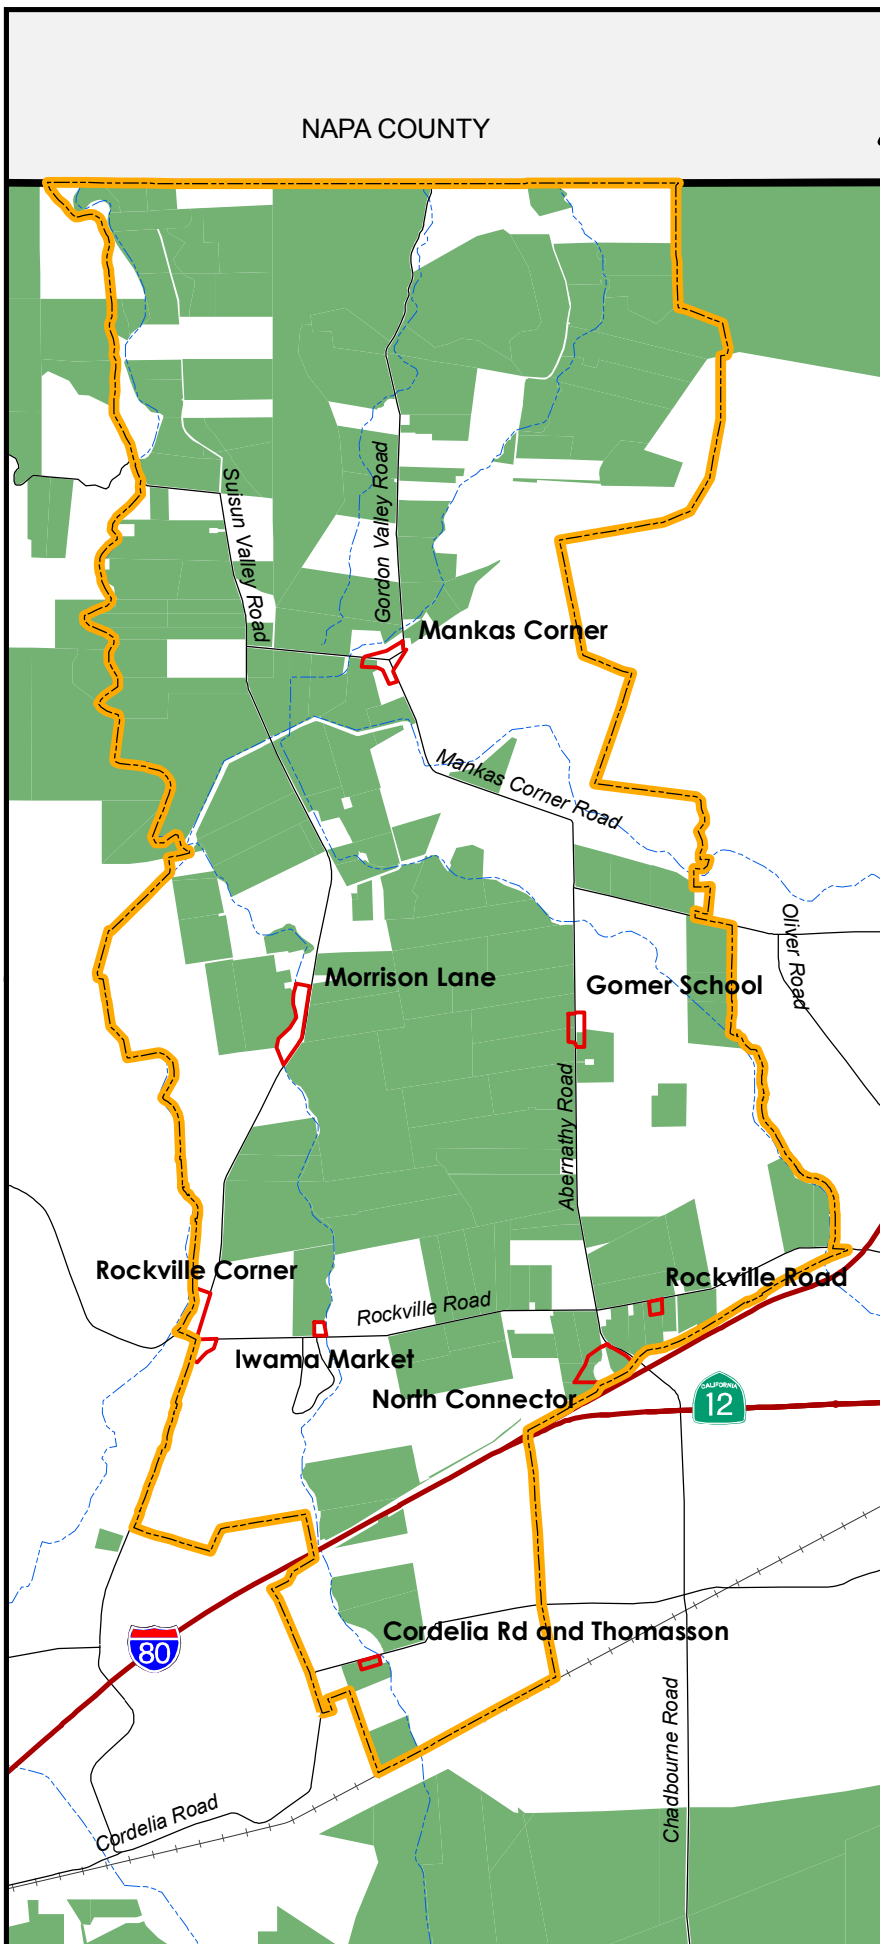 NAPA COUNTY
Suisun Valley Road
Gordon Valley Road
Mankas Corner
Mankas Corner Road
Oliver Road
Morrison Lane
Gomer School
Abernathy Road
Rockville Corner
Rockville Road
Rockville Road
Iwama Market
North Connector
CALIFORNIA
12
Cordelia Rd and Thomasson
80
Chadbourne Road
Cordelia Road